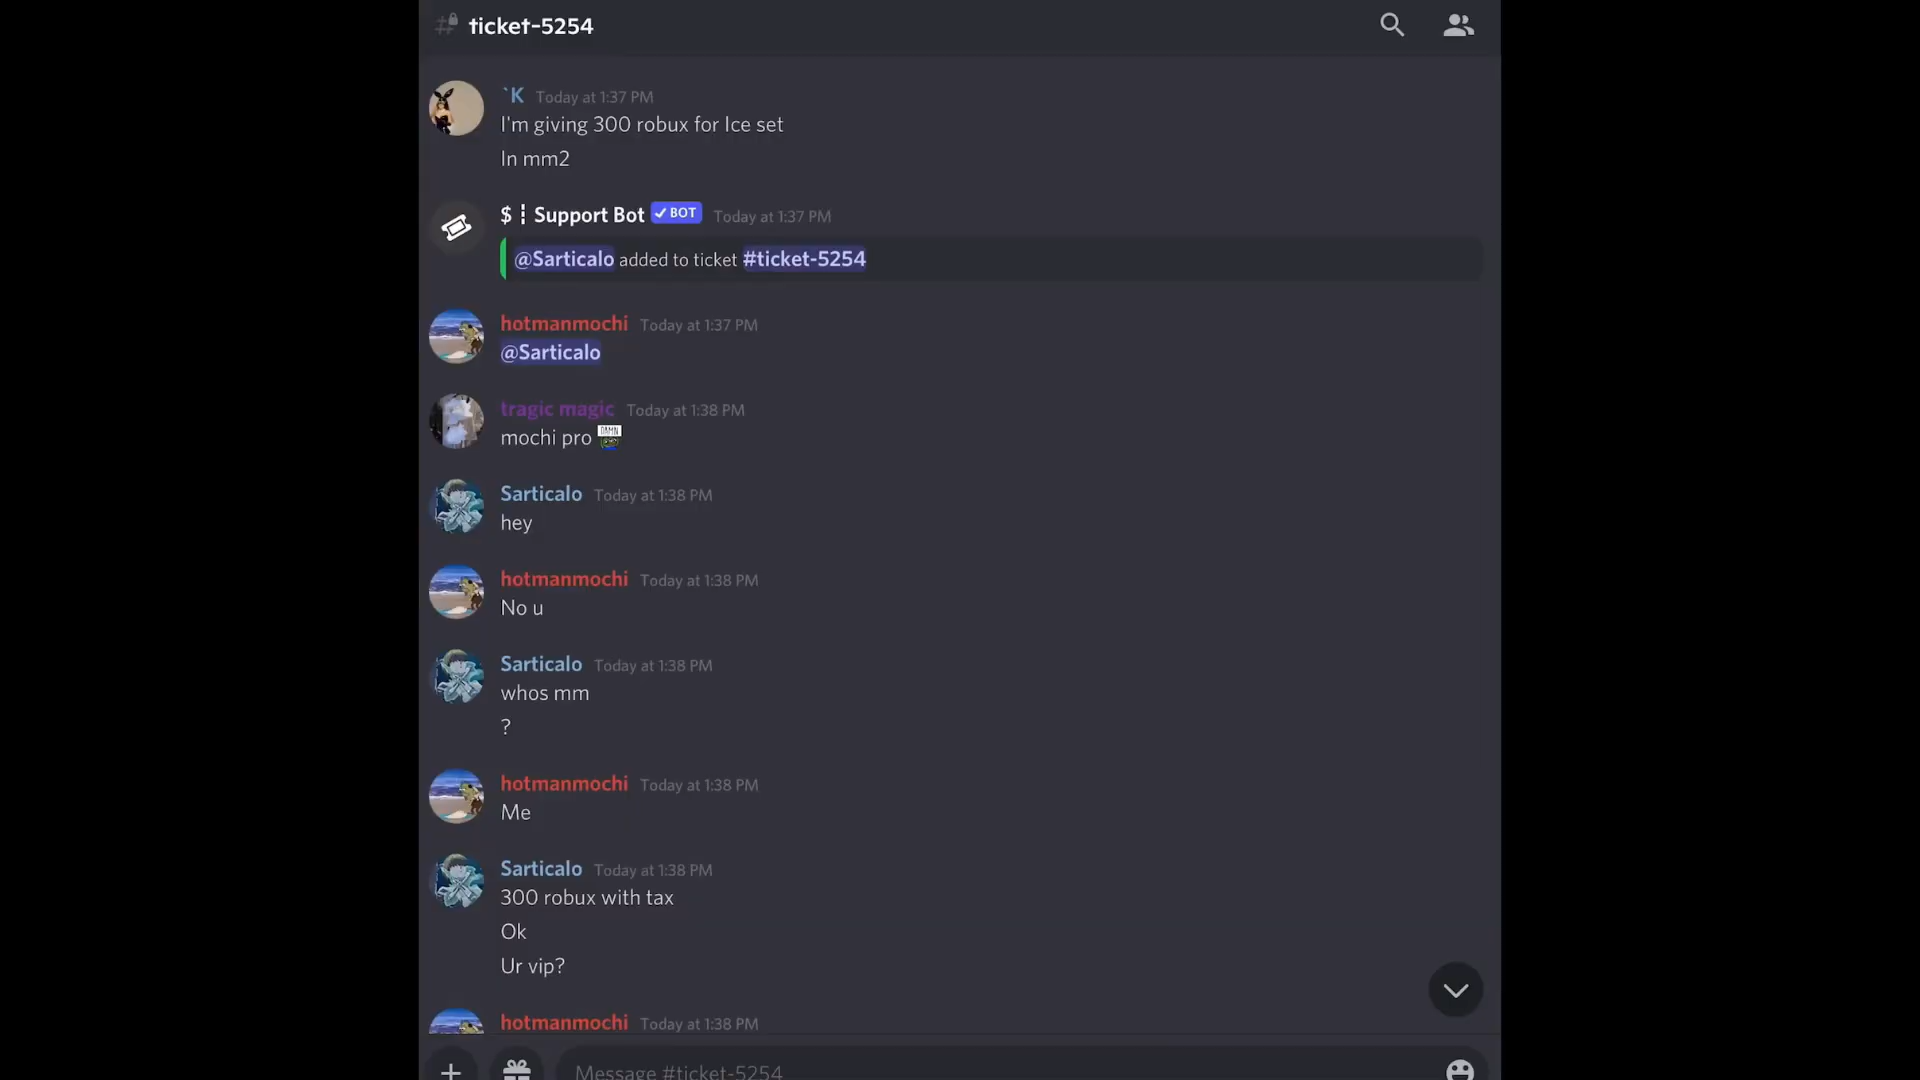 ticket-5254
`K Today at 1:37 PM
I'm giving 300 robux for Ice set
In mm2
$ ┆ Support Bot ✓ BOT Today at 1:37 PM
@Sarticalo added to ticket #ticket-5254
hotmanmochi Today at 1:37 PM
@Sarticalo
tragic magic Today at 1:38 PM
mochi pro
DAMN
Sarticalo Today at 1:38 PM
hey
hotmanmochi Today at 1:38 PM
No u
Sarticalo Today at 1:38 PM
whos mm
?
hotmanmochi Today at 1:38 PM
Me
Sarticalo Today at 1:38 PM
300 robux with tax
Ok
Ur vip?
hotmanmochi Today at 1:38 PM
Message #ticket-5254